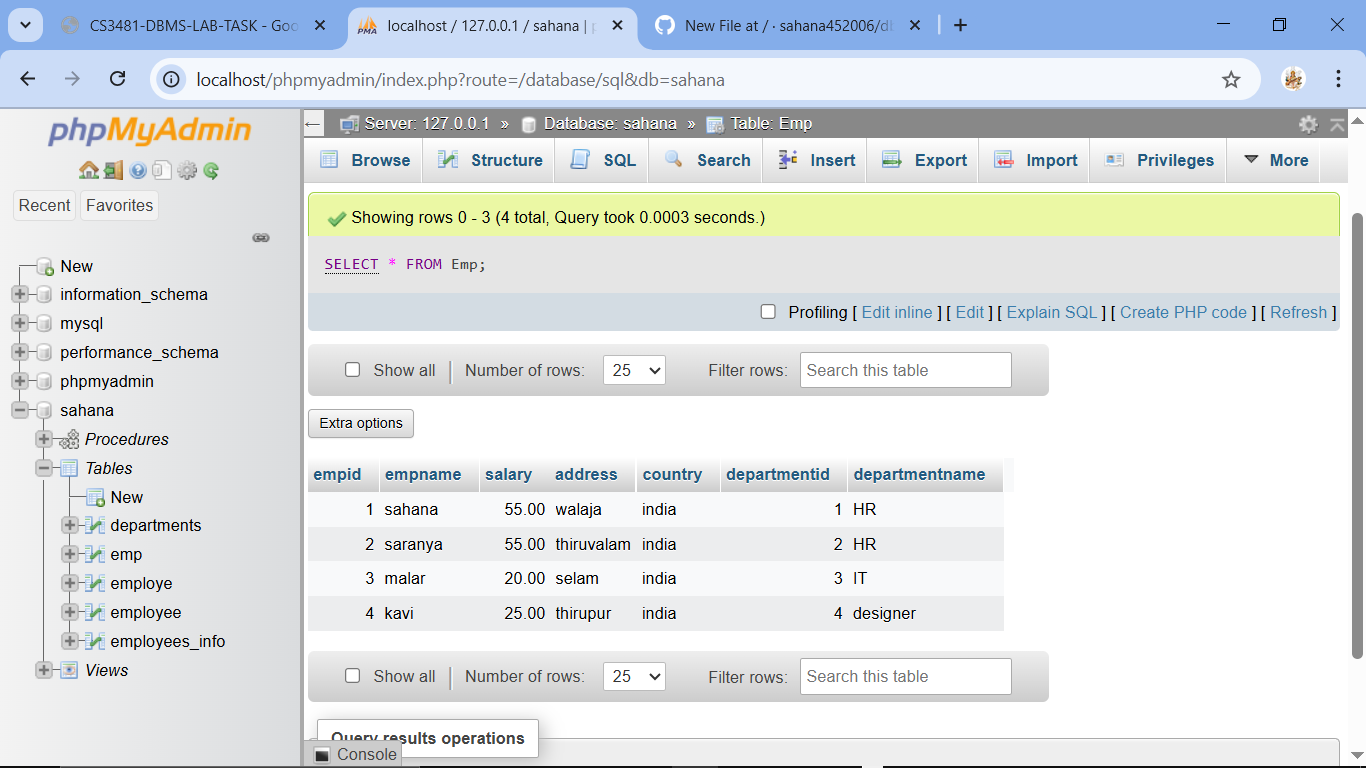 CS3481-DBMS-LAB-TASK - Goo
localhost / 127.0.0.1 / sahana | p
New File at / · sahana452006/db
localhost/phpmyadmin/index.php?route=/database/sql&db=sahana
phpMyAdmin
Recent Favorites
New
information_schema
mysql
performance_schema
phpmyadmin
sahana
Procedures
Tables
New
departments
emp
employe
employee
employees_info
Views
Server: 127.0.0.1 » Database: sahana » Table: Emp
Browse Structure SQL Search Insert Export Import Privileges More
Showing rows 0 - 3 (4 total, Query took 0.0003 seconds.)
SELECT * FROM Emp;
Profiling [ Edit inline ] [ Edit ] [ Explain SQL ] [ Create PHP code ] [ Refresh ]
Show all | Number of rows: 25 Filter rows: Search this table
Extra options
empid empname salary address country departmentid departmentname
1 sahana 55.00 walaja india 1 HR
2 saranya 55.00 thiruvalam india 2 HR
3 malar 20.00 selam india 3 IT
4 kavi 25.00 thirupur india 4 designer
Show all | Number of rows: 25 Filter rows: Search this table
Query results operations
Console